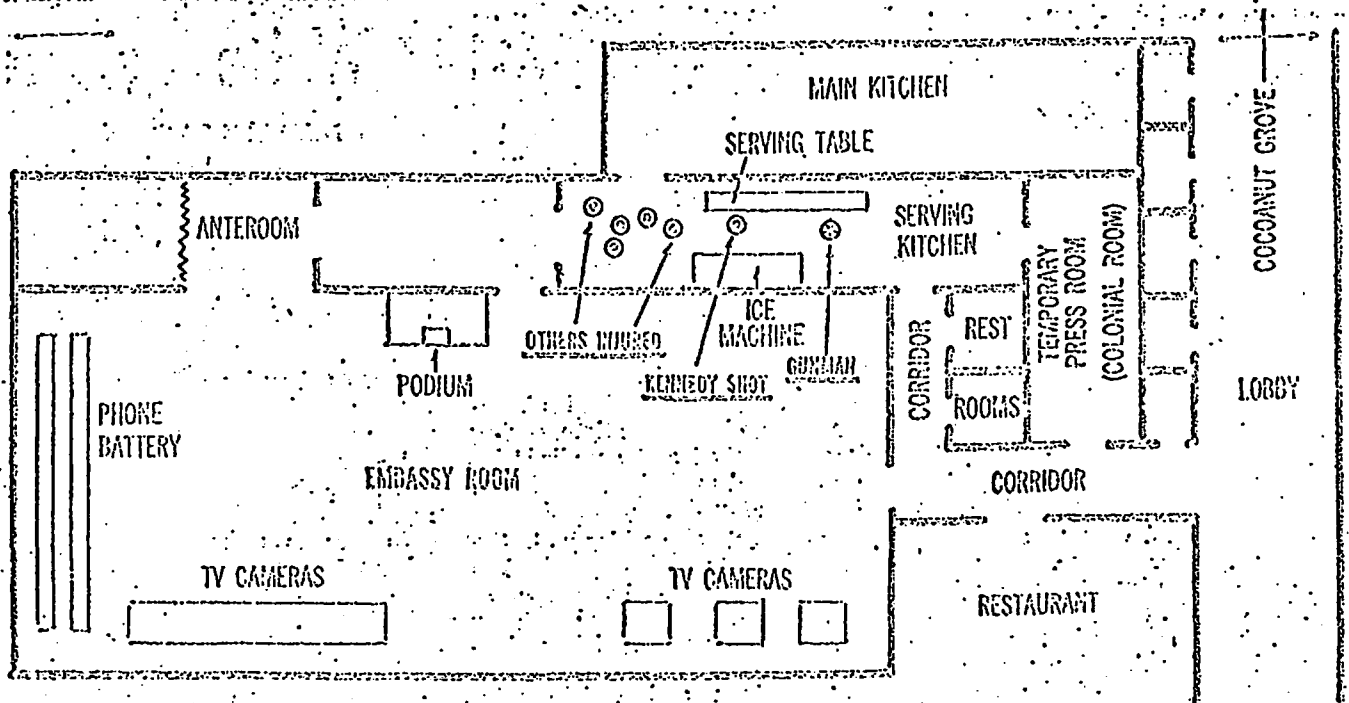 MAIN KITCHEN
SERVING TABLE
COCOANUT GROVE
ANTEROOM
SERVING
KITCHEN
TEMPORARY
PRESS ROOM
(COLONIAL ROOM)
ICE
MACHINE
OTHERS INJURED
KENNEDY SHOT
GUNMAN
PODIUM
CORRIDOR
REST
ROOMS
LOBBY
PHONE
BATTERY
EMBASSY ROOM
CORRIDOR
TV CAMERAS
TV CAMERAS
RESTAURANT